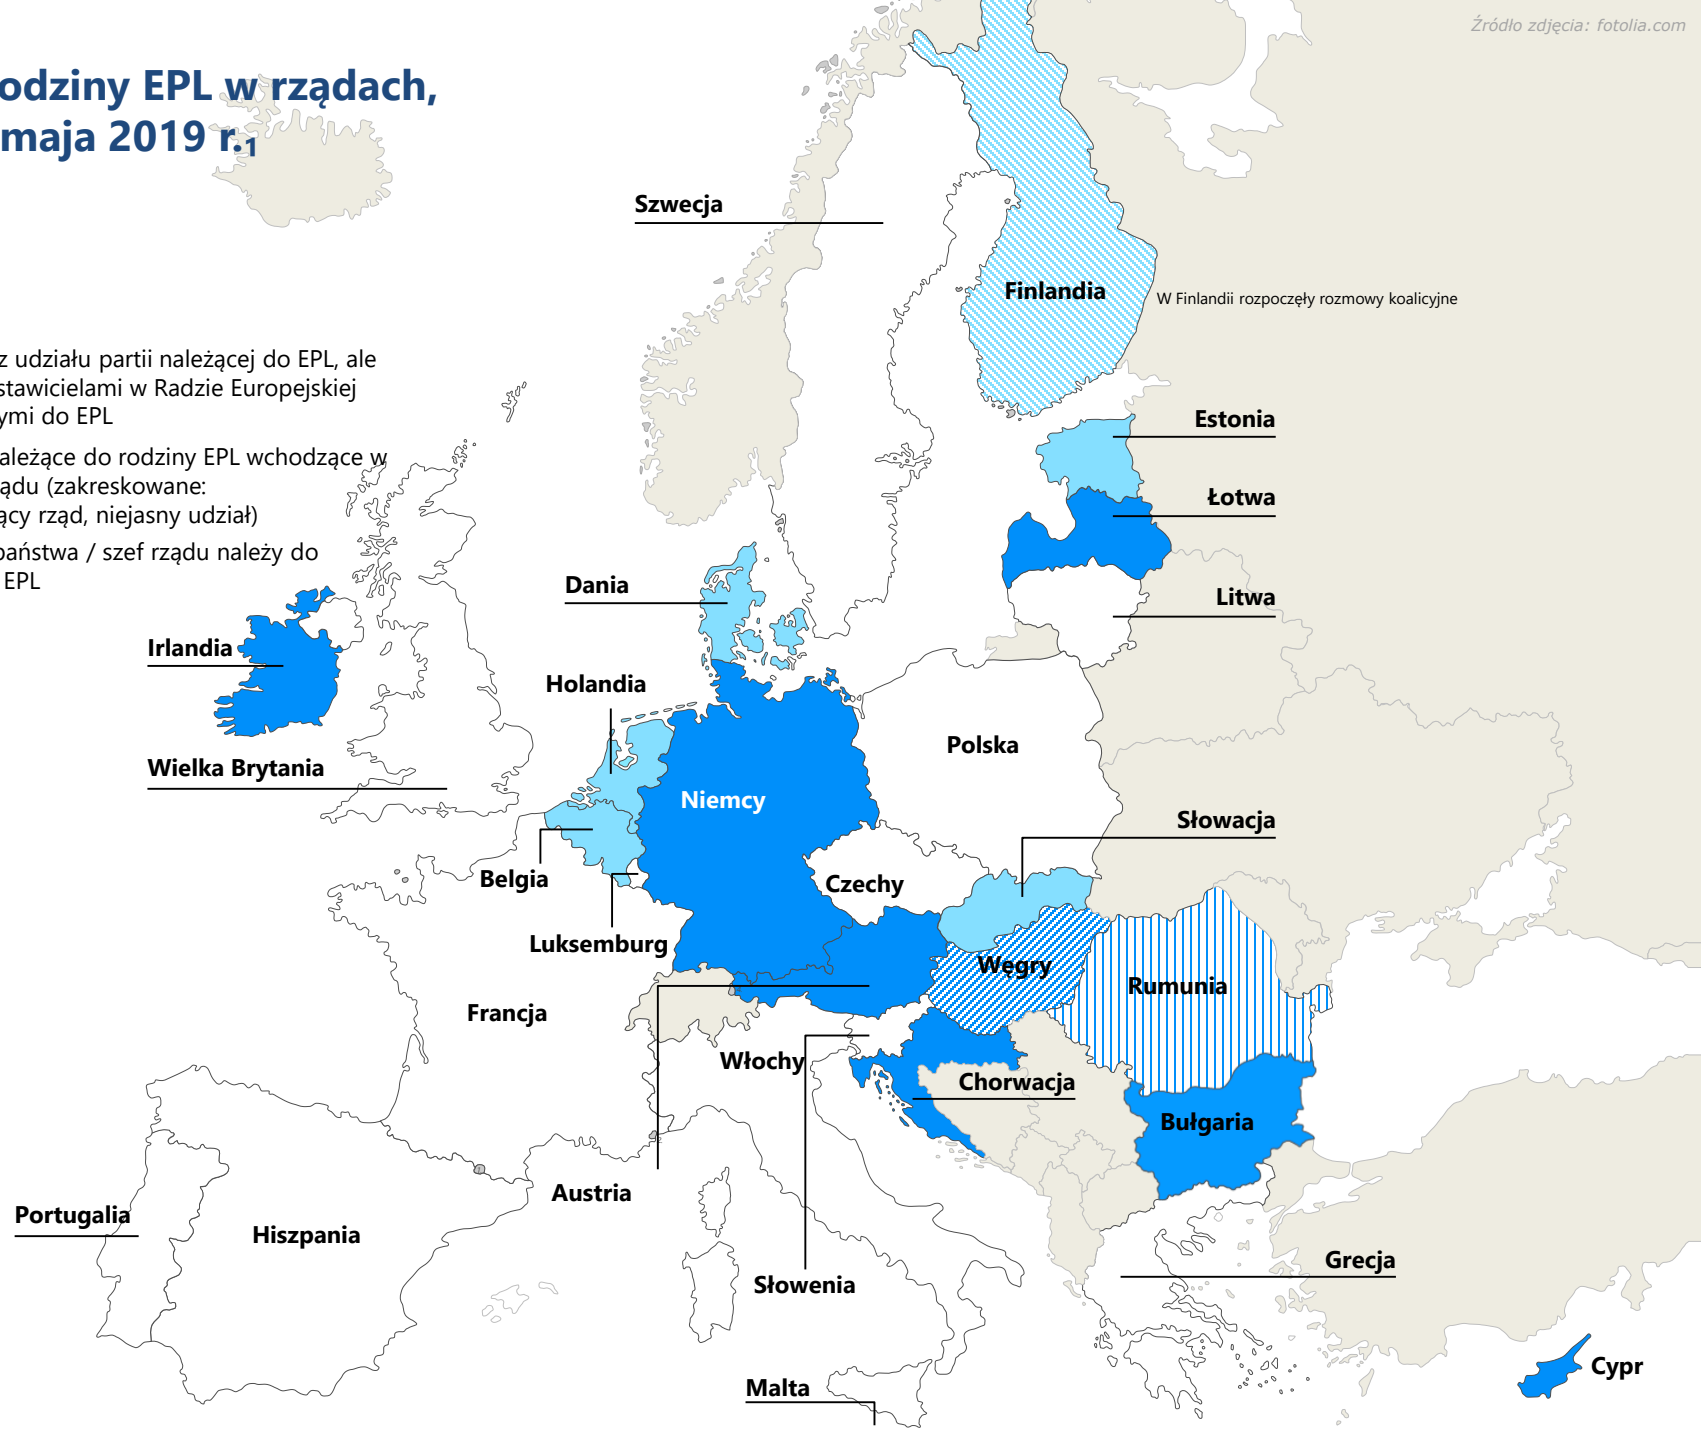 Źródło zdjęcia: fotolia.com
odziny EPL w rządach,
maja 2019 r.1
Szwecja
Finlandia
W Finlandii rozpoczęły rozmowy koalicyjne
z udziału partii należącej do EPL, ale
stawicielami w Radzie Europejskiej
ymi do EPL
ależące do rodziny EPL wchodzące w
ądu (zakreskowane:
ący rząd, niejasny udział)
państwa / szef rządu należy do
EPL
Estonia
Łotwa
Dania
Litwa
Irlandia
Holandia
Polska
Wielka Brytania
Niemcy
Słowacja
Belgia
Czechy
Luksemburg
Węgry
Rumunia
Francja
Włochy
Chorwacja
Bułgaria
Austria
Portugalia
Hiszpania
Grecja
Słowenia
Cypr
Malta